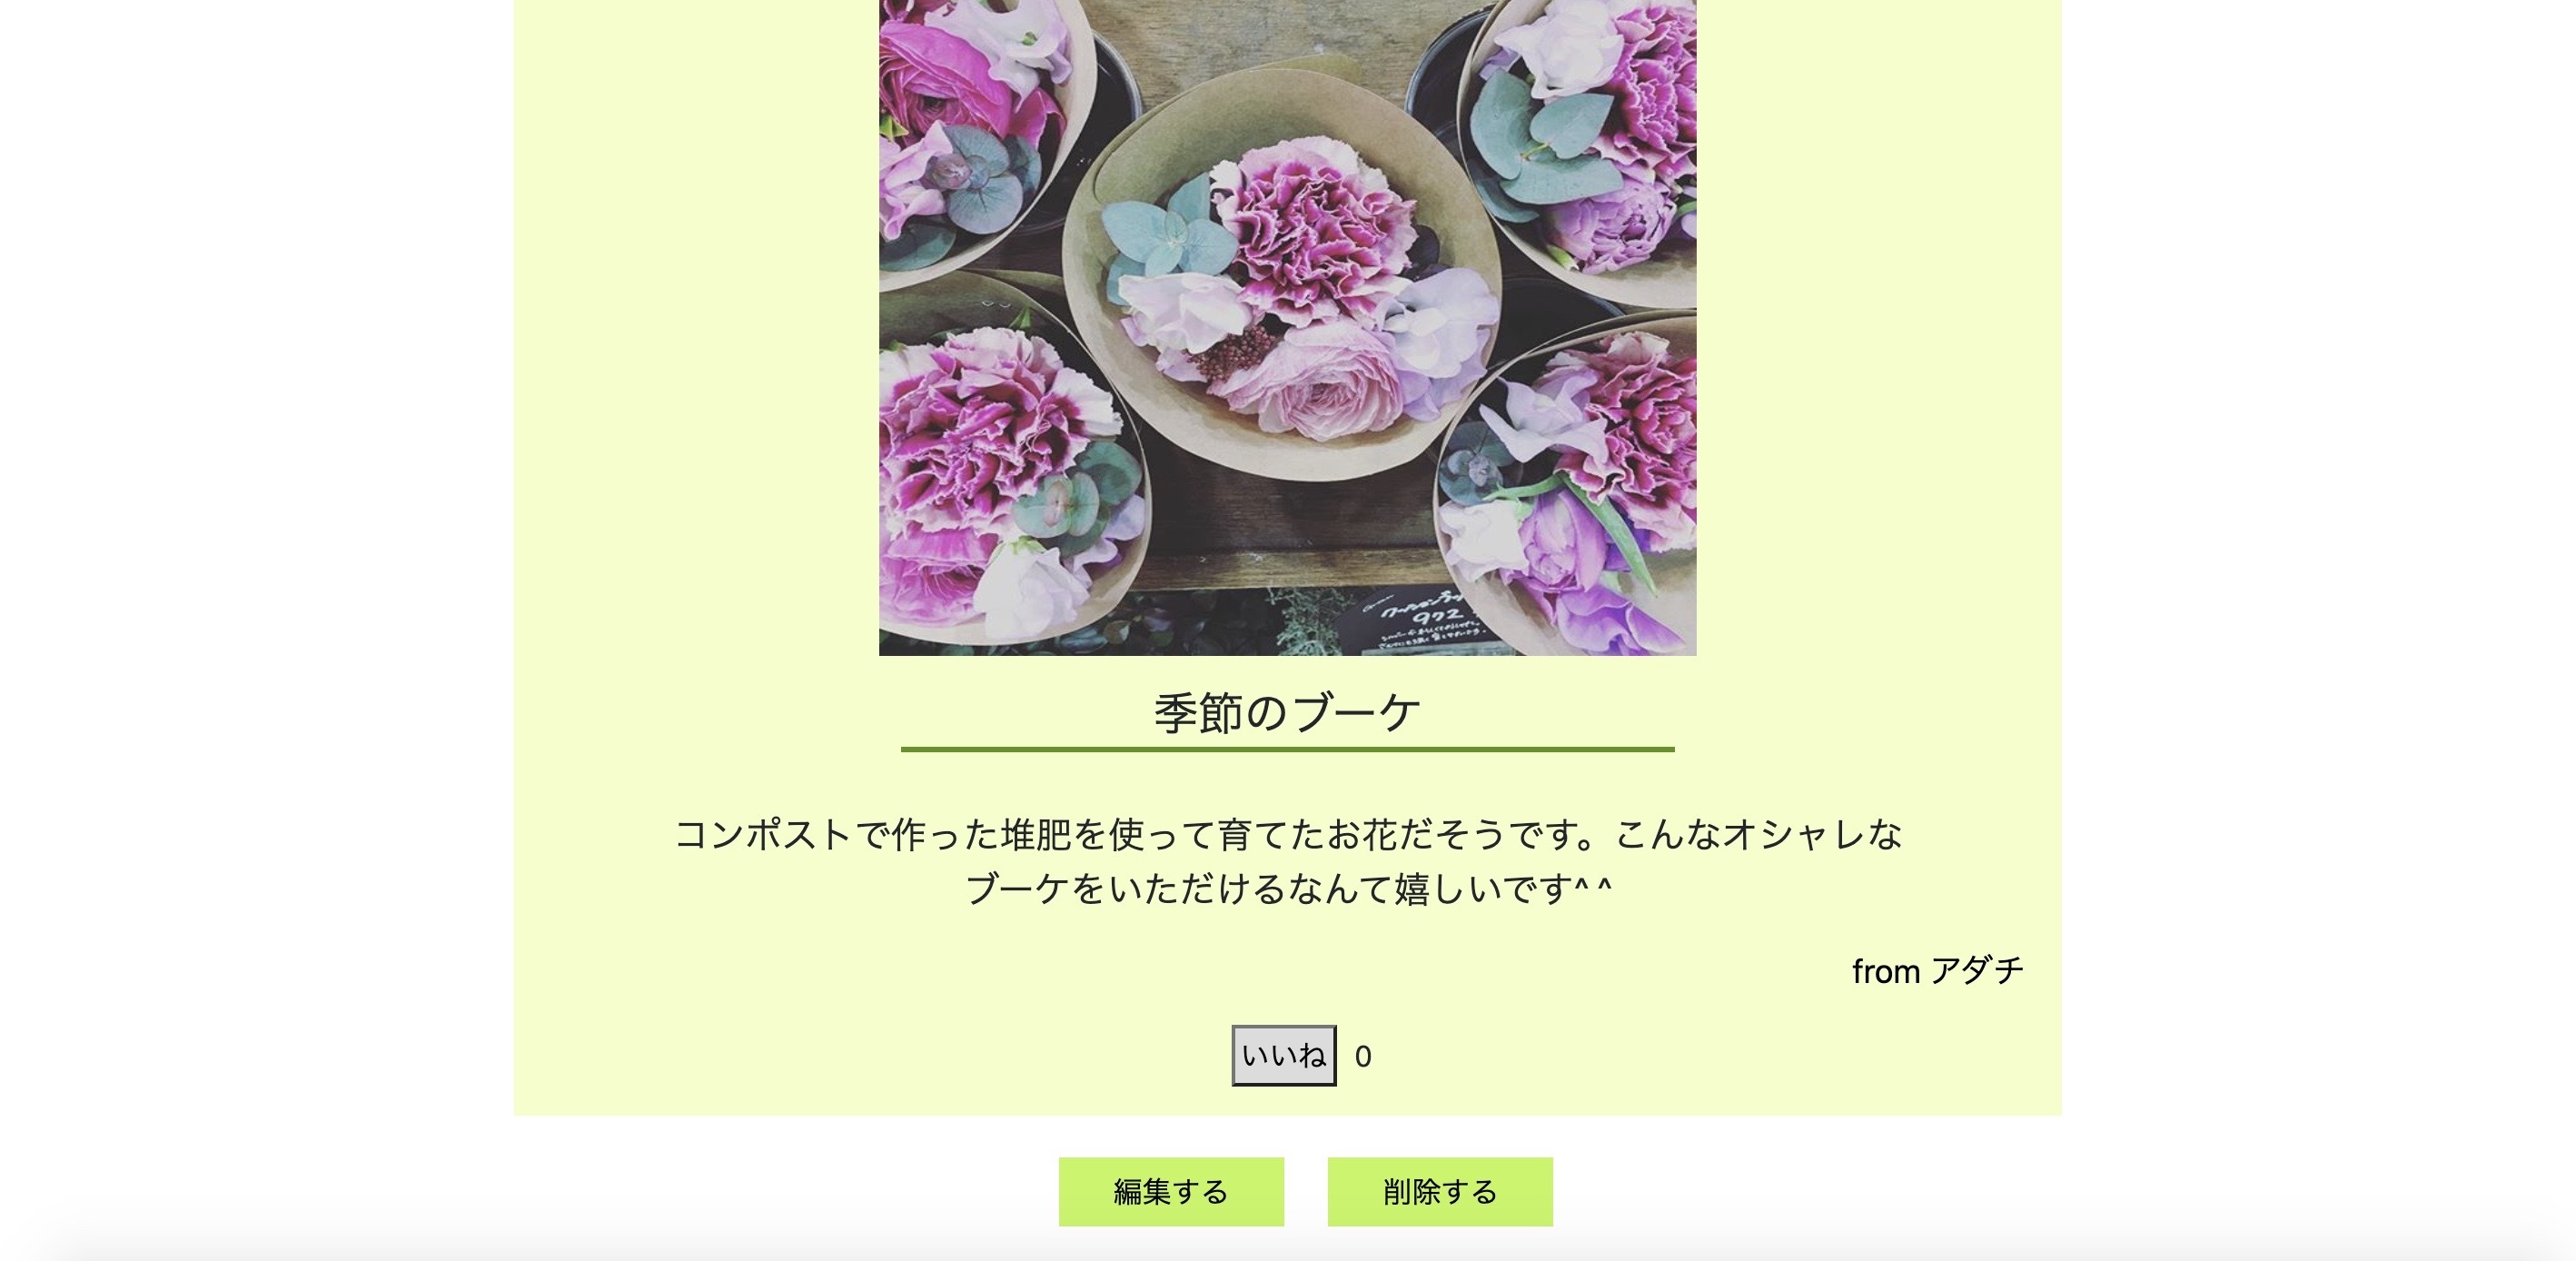 972
季節のブーケ
コンポストで作った堆肥を使って育てたお花だそうです。こんなオシャレな
ブーケをいただけるなんて嬉しいです^ ^
from アダチ
いいね 0
編集する 削除する